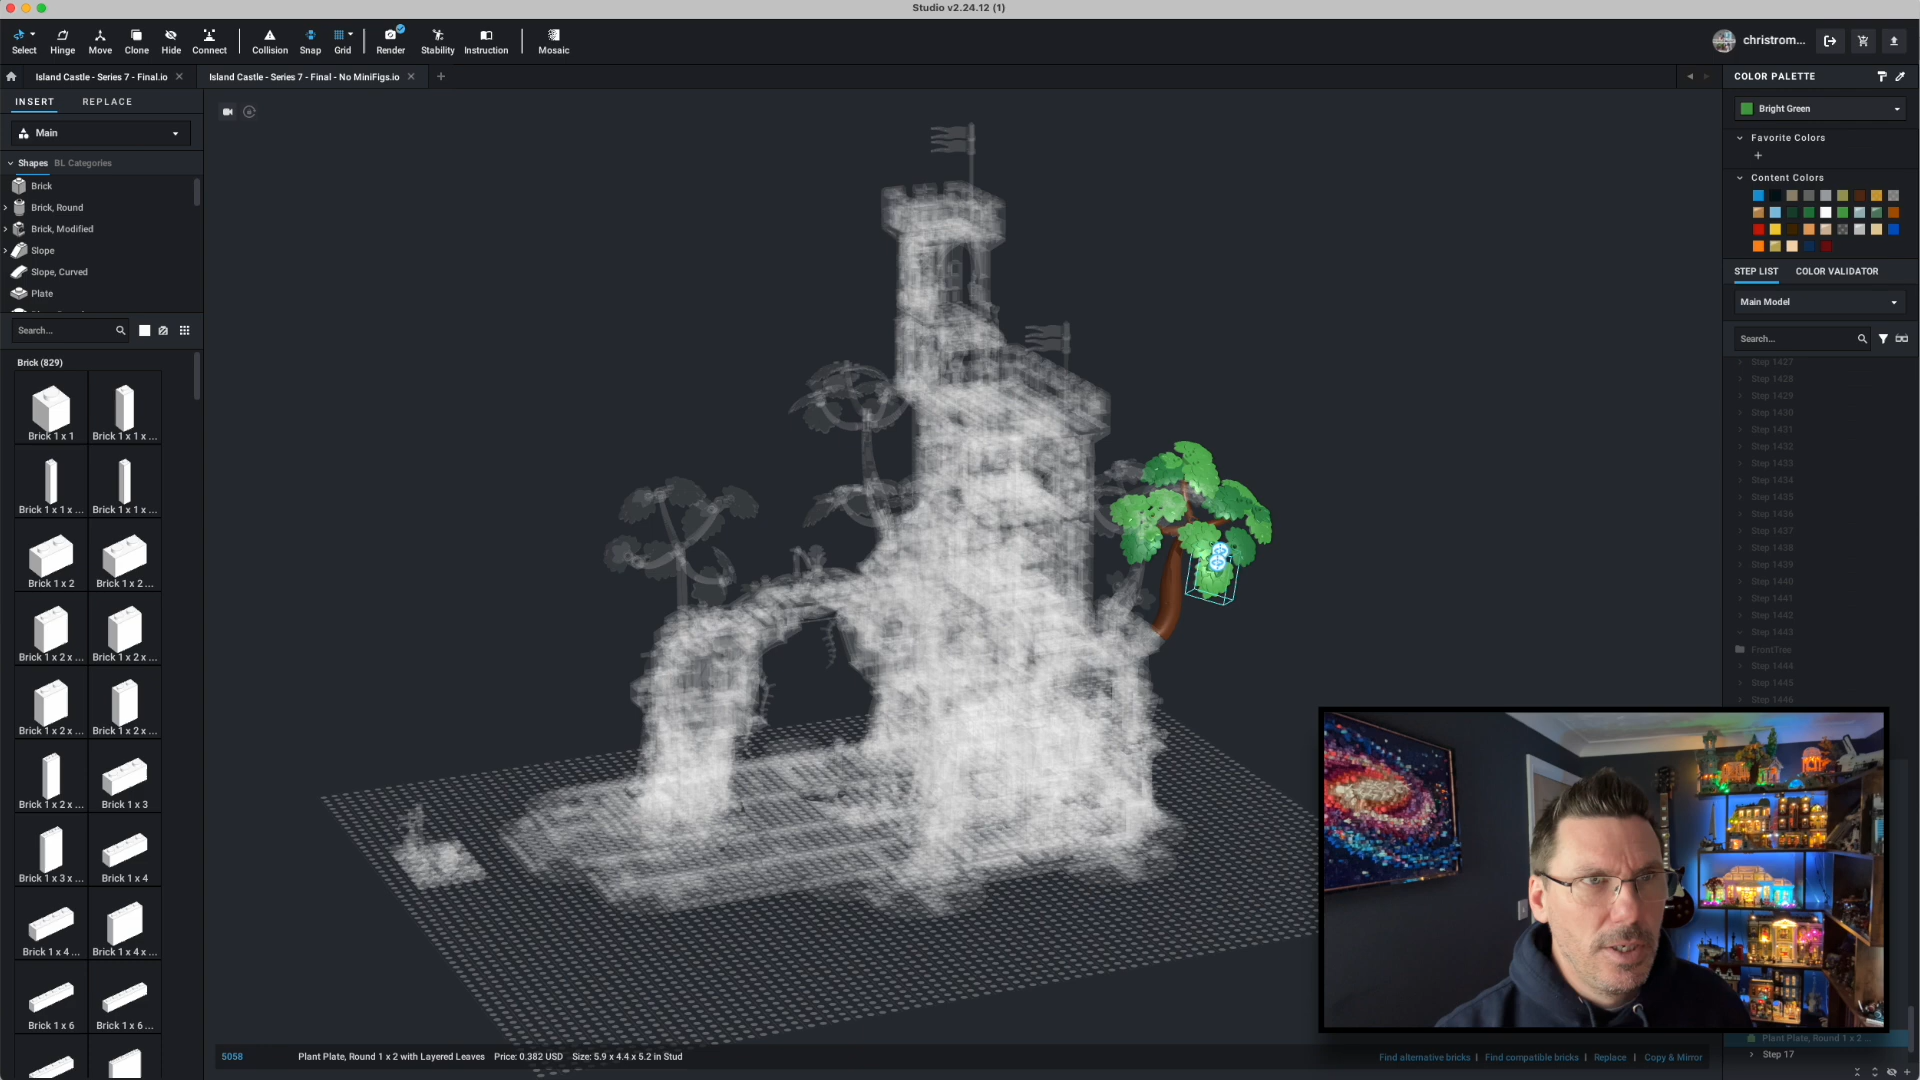 Studio v2.24.12 (1)
Select
Hinge
Move
Clone
Hide
Connect
Collision
Snap
Grid
Render
Stability
Instruction
Mosaic
christrom...
Island Castle - Series 7 - Final.io
Island Castle - Series 7 - Final - No MiniFigs.io
INSERT
REPLACE
Main
Shapes
BL Categories
Brick
Brick, Round
Brick, Modified
Slope
Slope, Curved
Plate
Search...
Brick (829)
Brick 1 x 1
Brick 1 x 1 x ...
Brick 1 x 1 x ...
Brick 1 x 1 x ...
Brick 1 x 2
Brick 1 x 2 ...
Brick 1 x 2 x ...
Brick 1 x 2 x ...
Brick 1 x 2 x ...
Brick 1 x 2 x ...
Brick 1 x 2 x ...
Brick 1 x 3
Brick 1 x 3 x ...
Brick 1 x 4
Brick 1 x 4 ...
Brick 1 x 4 x ...
Brick 1 x 6
Brick 1 x 6 ...
COLOR PALETTE
Bright Green
Favorite Colors
Content Colors
STEP LIST
COLOR VALIDATOR
Main Model
Search...
Step 1427
Step 1428
Step 1429
Step 1430
Step 1431
Step 1432
Step 1433
Step 1434
Step 1435
Step 1436
Step 1437
Step 1438
Step 1439
Step 1440
Step 1441
Step 1442
Step 1443
FrontTree
Step 1444
Step 1445
Step 1446
Plant Plate, Round 1 x 2 ...
Step 17
5058 Plant Plate, Round 1 x 2 with Layered Leaves Price: 0.382 USD Size: 5.9 x 4.4 x 5.2 in Stud
Find alternative bricks | Find compatible bricks | Replace | Copy & Mirror